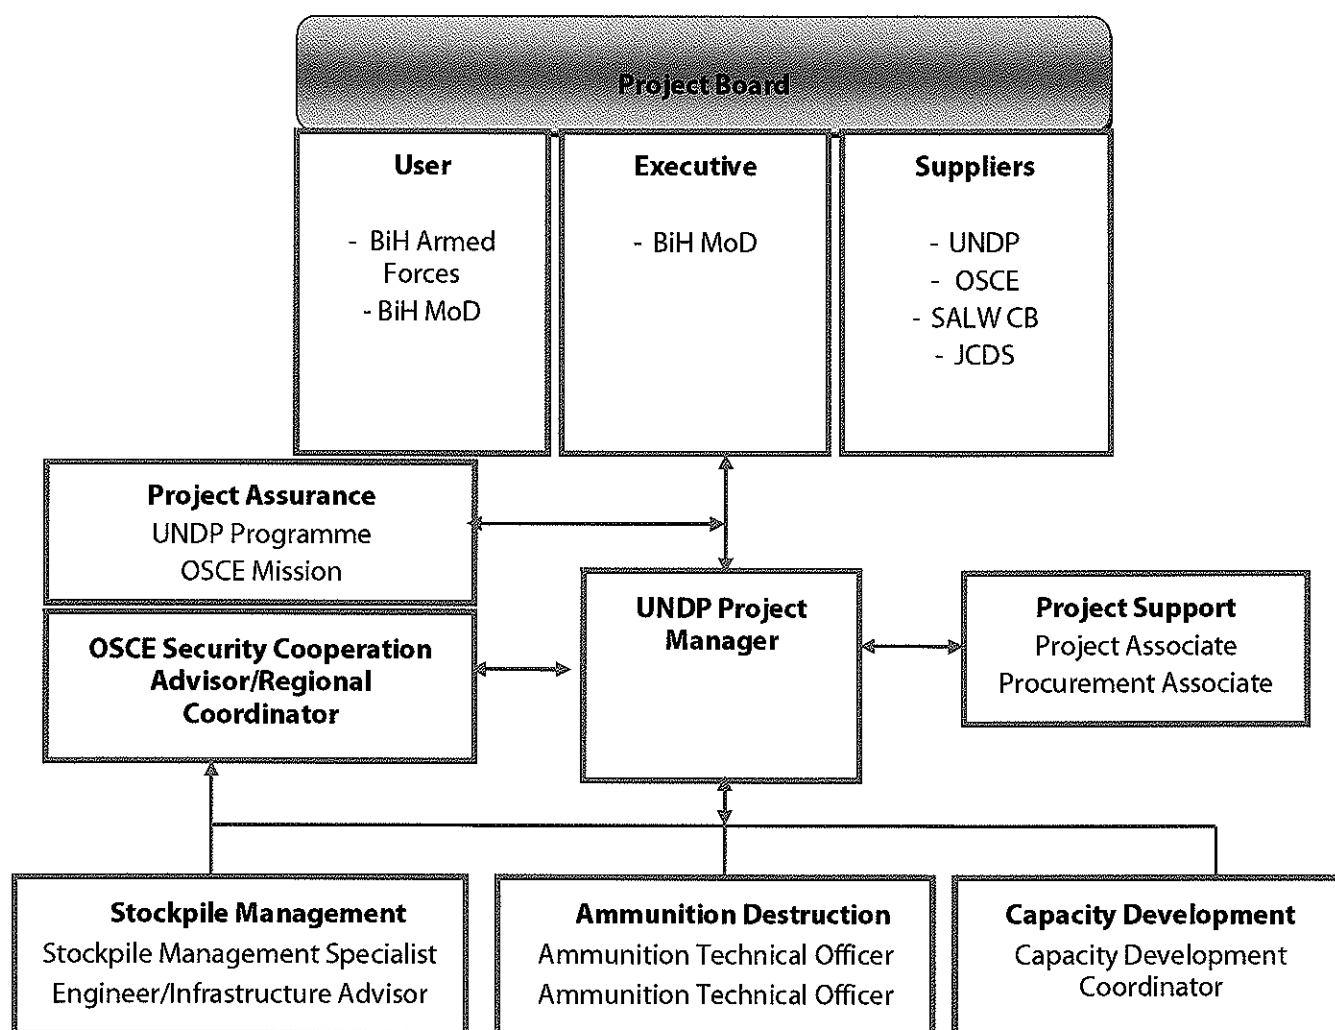 Project Board
User
- BiH Armed
Forces
- BiH MoD
Executive
- BiH MoD
Suppliers
- UNDP
- OSCE
- SALW CB
- JCDS
Project Assurance
UNDP Programme
OSCE Mission
OSCE Security Cooperation
Advisor/Regional
Coordinator
UNDP Project
Manager
Project Support
Project Associate
Procurement Associate
Stockpile Management
Stockpile Management Specialist
Engineer/Infrastructure Advisor
Ammunition Destruction
Ammunition Technical Officer
Ammunition Technical Officer
Capacity Development
Capacity Development
Coordinator